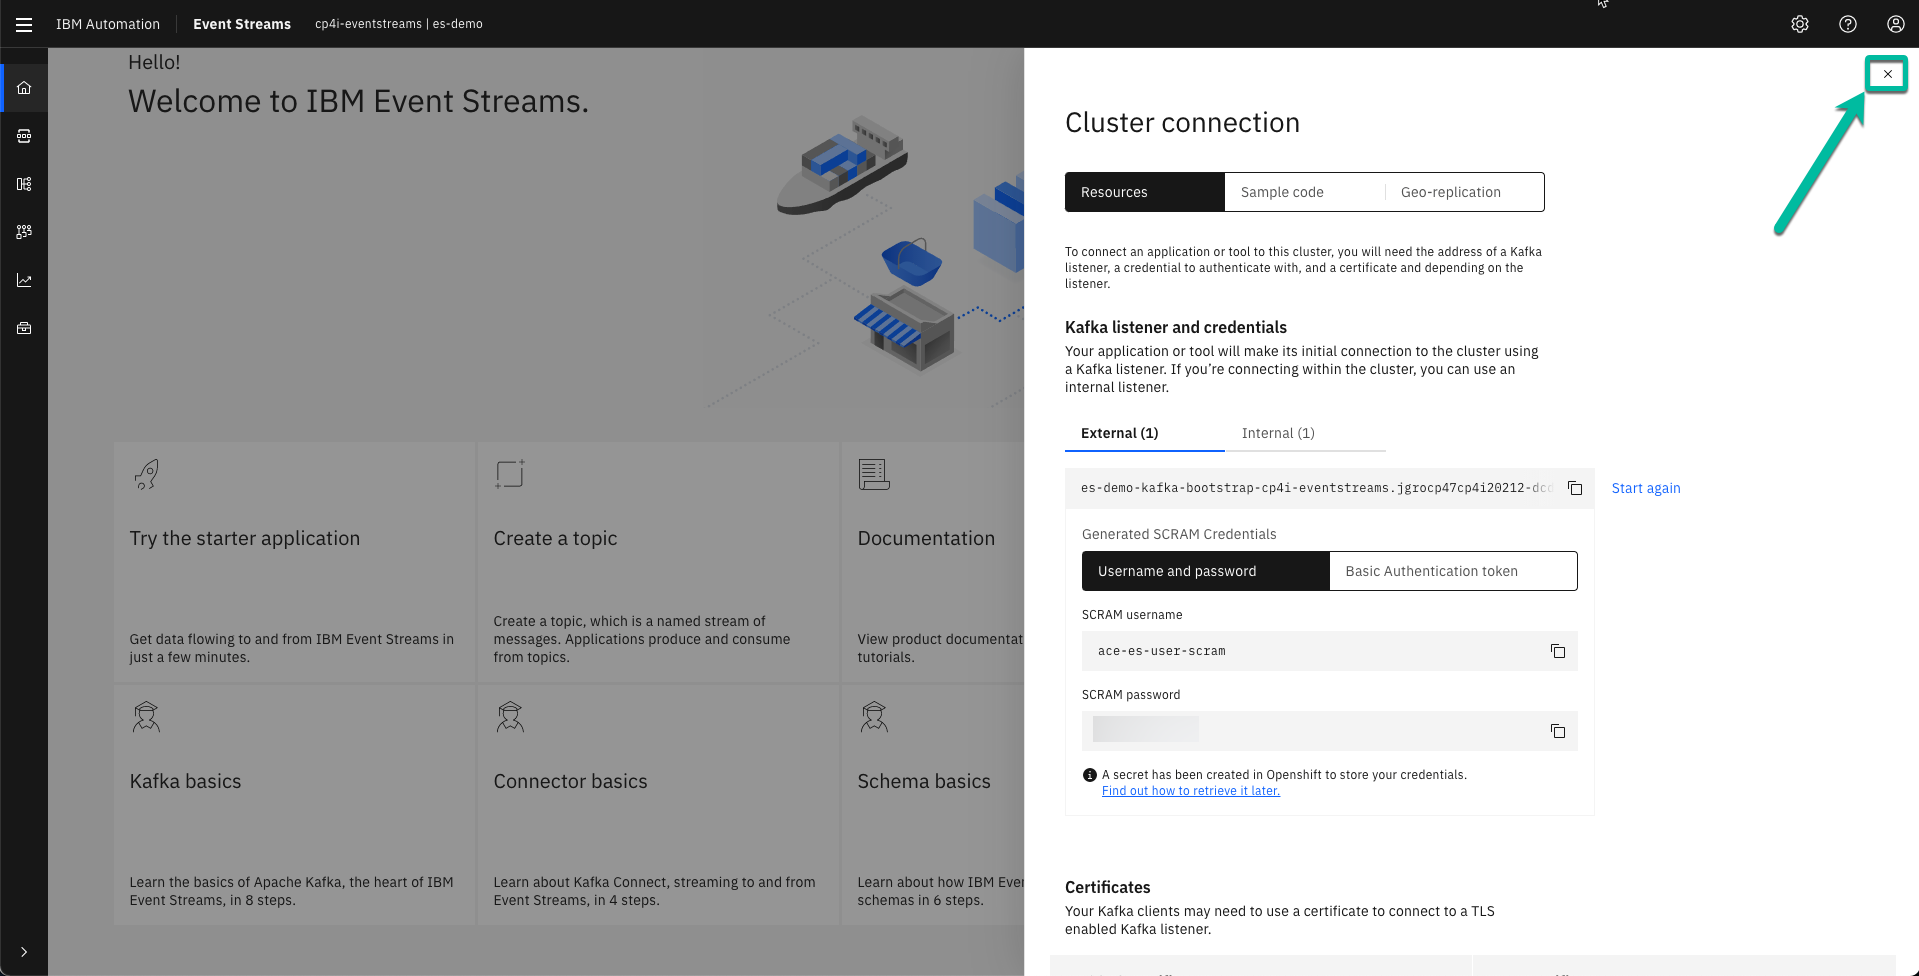 IBM Automation
Event Streams
cp4i-eventstreams | es-demo
Hello!
Welcome to IBM Event Streams.
Try the starter application
Get data flowing to and from IBM Event Streams in
just a few minutes.
Create a topic
Create a topic, which is a named stream of
messages. Applications produce and consume
from topics.
Documentation
View product documentat
tutorials.
Kafka basics
Learn the basics of Apache Kafka, the heart of IBM
Event Streams, in 8 steps.
Connector basics
Learn about Kafka Connect, streaming to and from
Event Streams, in 4 steps.
Schema basics
Learn about how IBM Even
schemas in 6 steps.
Cluster connection
Resources
Sample code
Geo-replication
To connect an application or tool to this cluster, you will need the address of a Kafka
listener, a credential to authenticate with, and a certificate and depending on the
listener.
Kafka listener and credentials
Your application or tool will make its initial connection to the cluster using
a Kafka listener. If you’re connecting within the cluster, you can use an
internal listener.
External (1)
Internal (1)
es-demo-kafka-bootstrap-cp4i-eventstreams.jgrocp47cp4i20212-dcd
Start again
Generated SCRAM Credentials
Username and password
Basic Authentication token
SCRAM username
ace-es-user-scram
SCRAM password
A secret has been created in Openshift to store your credentials.
Find out how to retrieve it later.
Certificates
Your Kafka clients may need to use a certificate to connect to a TLS
enabled Kafka listener.